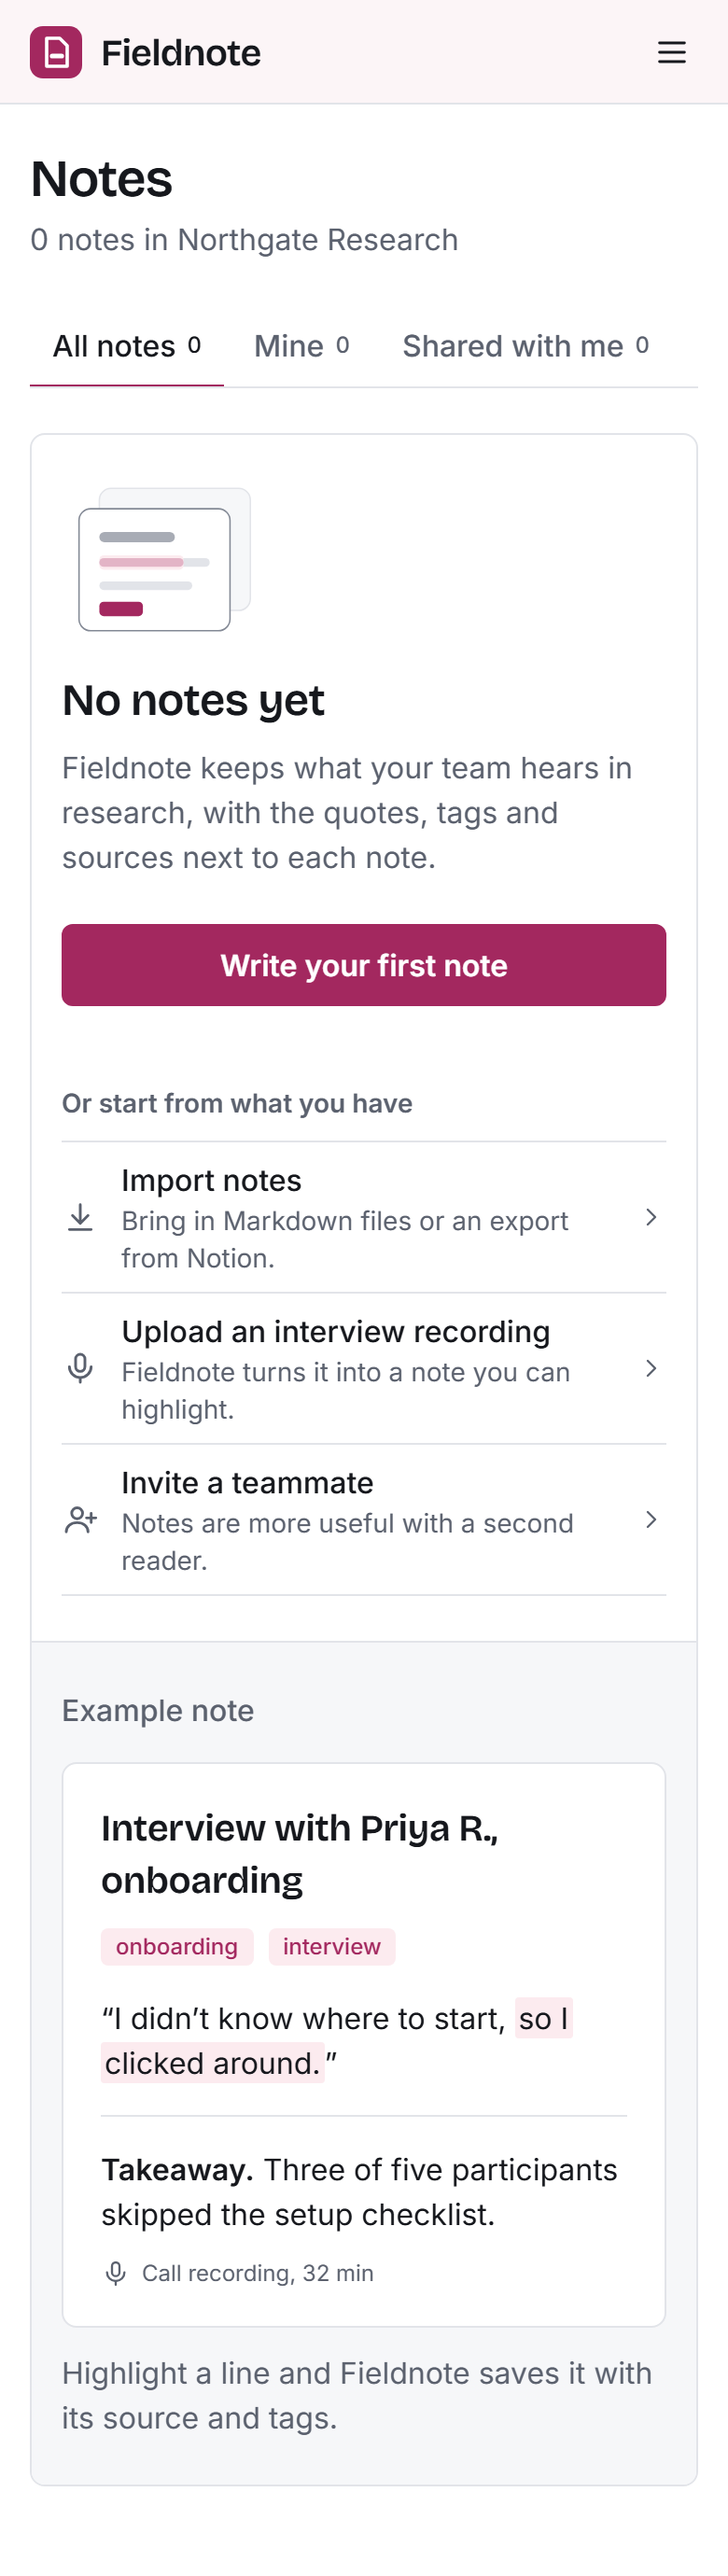 Fieldnote
Notes
0 notes in Northgate Research
All notes 0 Mine 0 Shared with me 0
No notes yet
Fieldnote keeps what your team hears in
research, with the quotes, tags and
sources next to each note.
Write your first note
Or start from what you have
Import notes
Bring in Markdown files or an export
from Notion.
Upload an interview recording
Fieldnote turns it into a note you can
highlight.
Invite a teammate
Notes are more useful with a second
reader.
Example note
Interview with Priya R.,
onboarding
onboarding interview
“I didn’t know where to start, so I
clicked around.”
Takeaway. Three of five participants
skipped the setup checklist.
Call recording, 32 min
Highlight a line and Fieldnote saves it with
its source and tags.